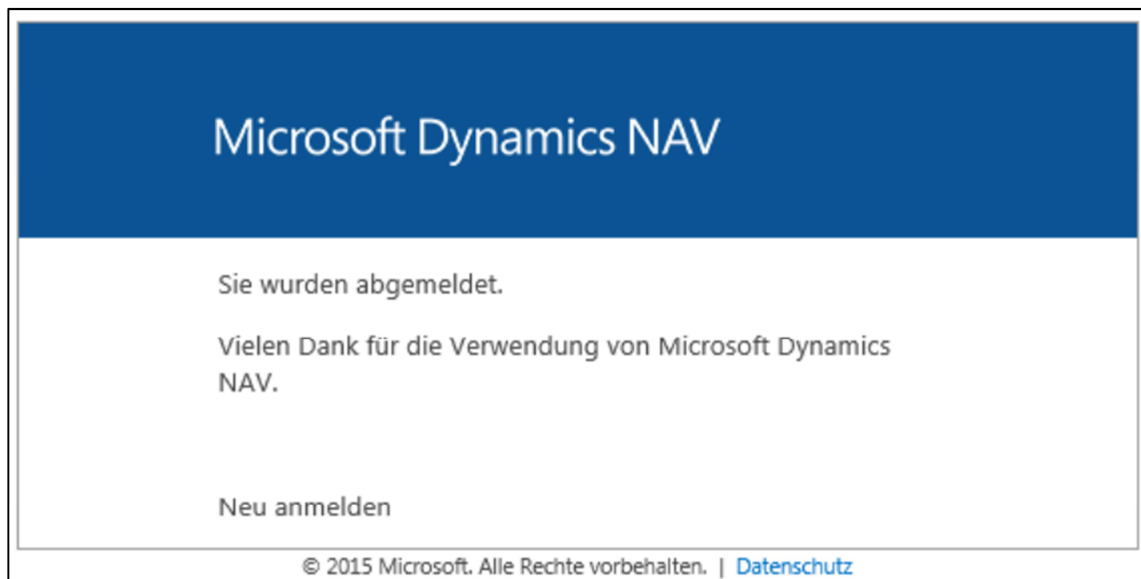 Microsoft Dynamics NAV
Sie wurden abgemeldet.
Vielen Dank für die Verwendung von Microsoft Dynamics
NAV.
Neu anmelden
© 2015 Microsoft. Alle Rechte vorbehalten. | Datenschutz